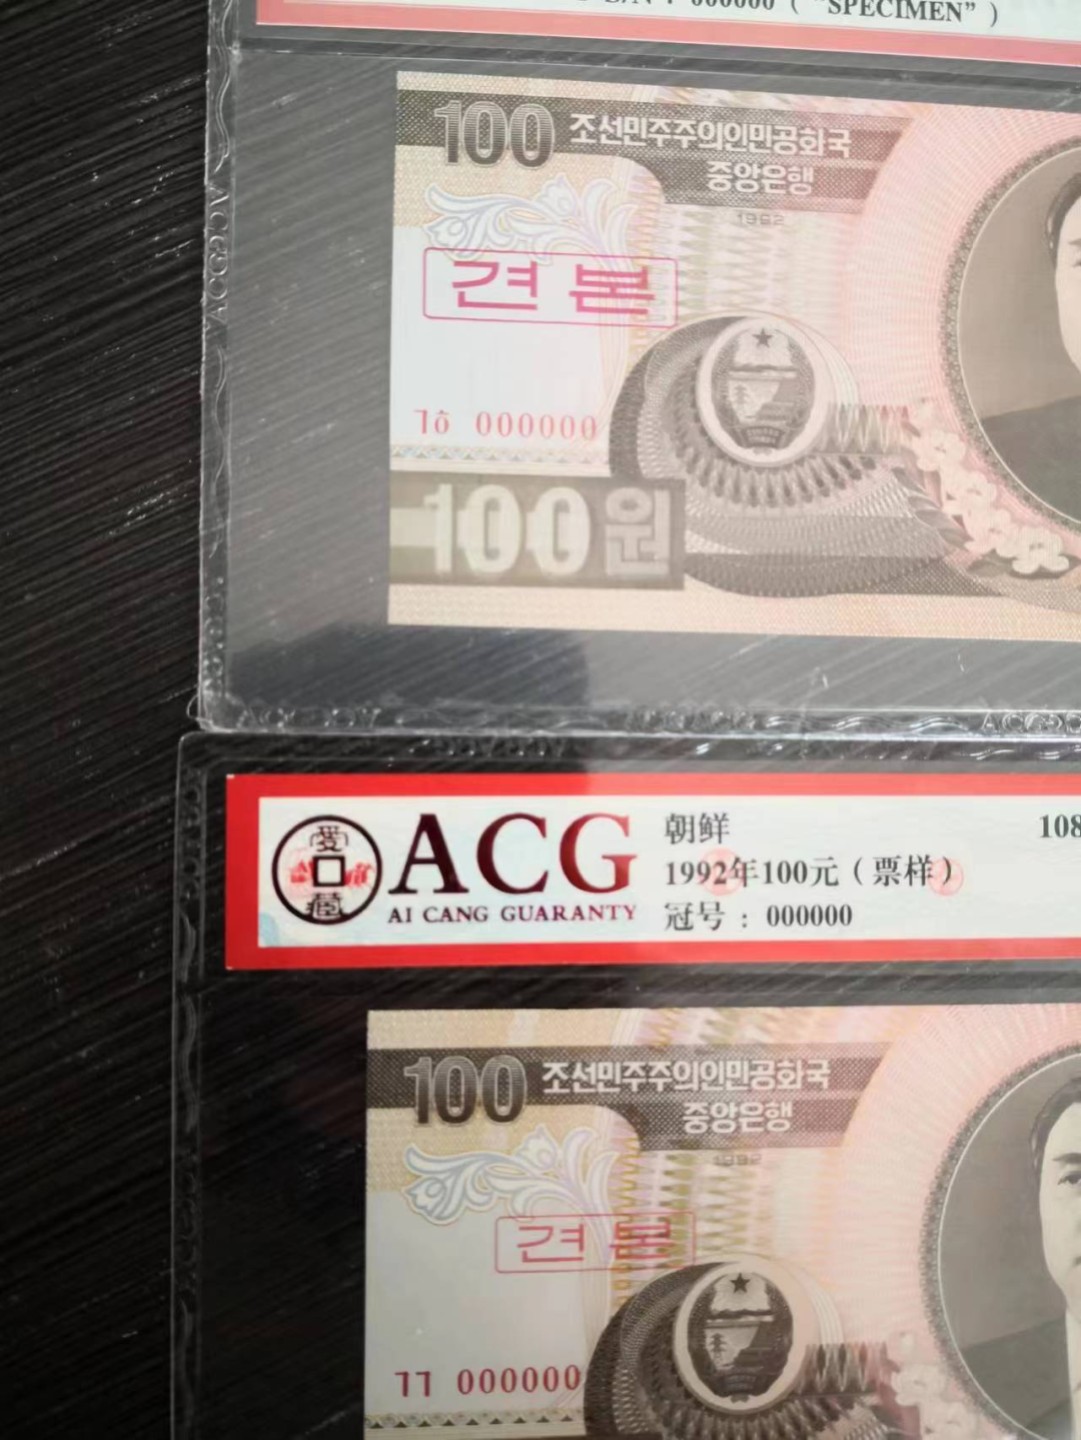 000000 ( "SPECIMEN" )
100 조선민주주의인민공화국
중앙은행
1992
견본
ㄱㅎ 000000
100원
ACG
AI CANG GUARANTY
朝鲜
108
1992年100元（票样）
冠号 : 000000
100 조선민주주의인민공화국
중앙은행
1992
견본
ㄱㄱ 000000